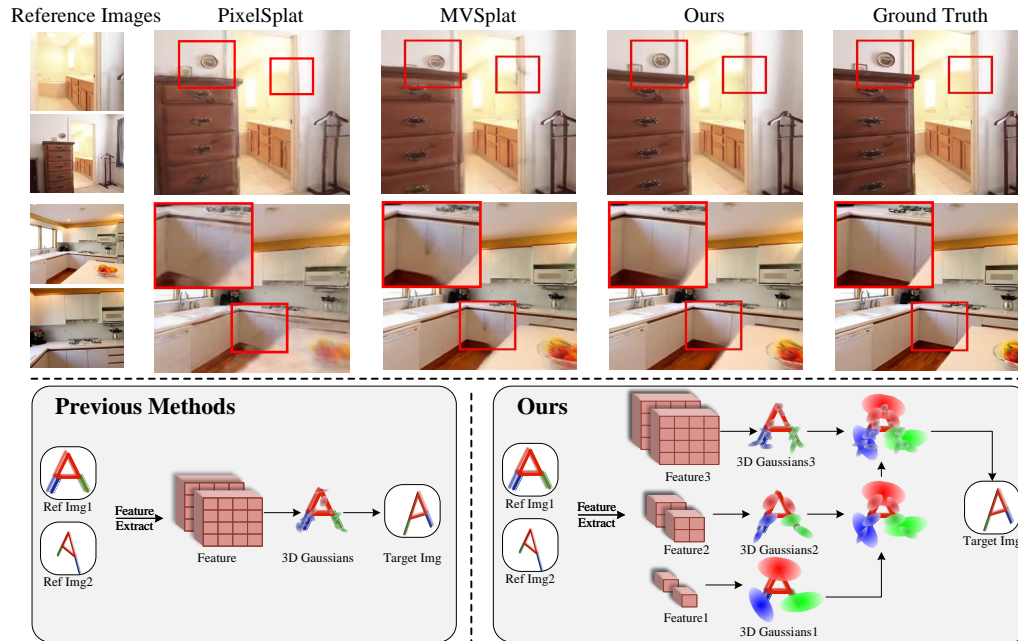 Reference Images PixelSplat MVSplat Ours Ground Truth
Previous Methods
Ref Img1
Ref Img2
Feature
Extract
Feature
3D Gaussians
Target Img
Ours
Ref Img1
Ref Img2
Feature
Extract
Feature3
3D Gaussians3
Feature2
3D Gaussians2
Feature1
3D Gaussians1
Target Img